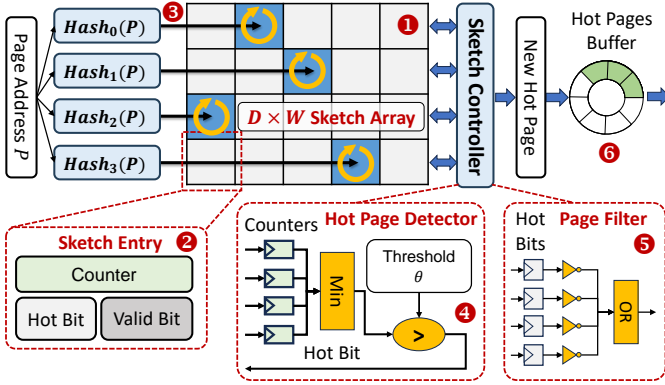 Page Address P
Hash0(P)
Hash1(P)
Hash2(P)
Hash3(P)
3
1
D × W Sketch Array
Sketch Controller
New Hot Page
Hot Pages
Buffer
6
Sketch Entry 2
Counter
Hot Bit
Valid Bit
Hot Page Detector
Counters
Min
Threshold
θ
>
4
Hot Bit
Page Filter
5
Hot
Bits
OR